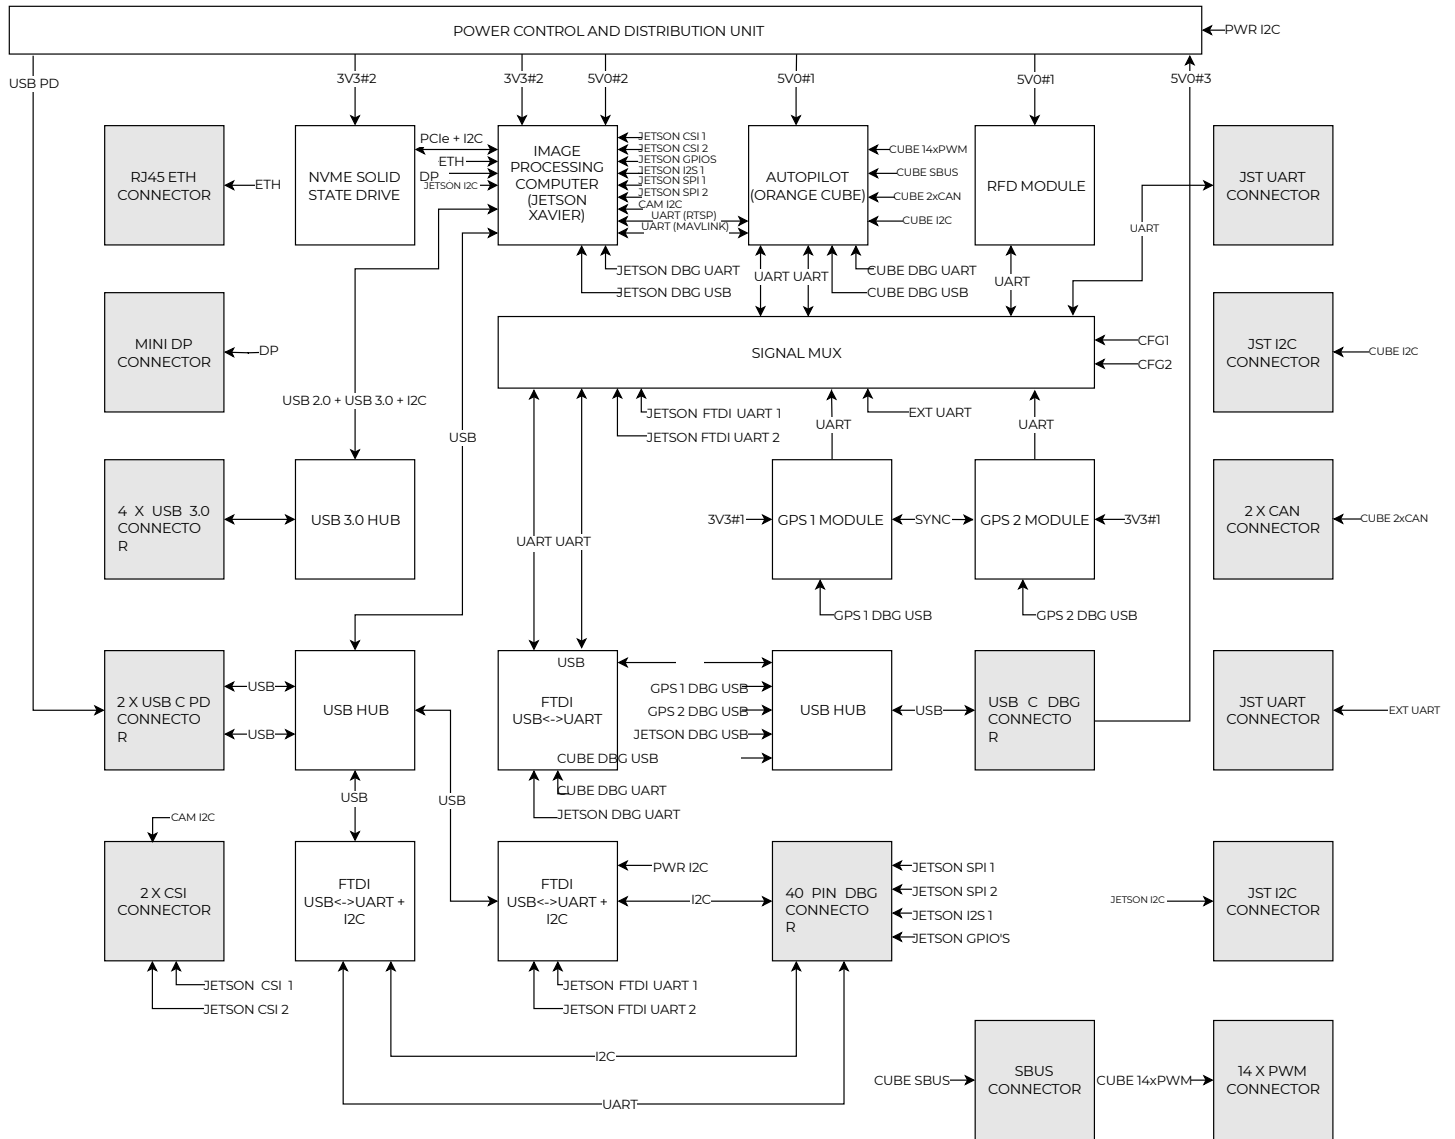 POWER CONTROL AND DISTRIBUTION UNIT
PWR I2C
USB PD
3V3#2
3V3#2
5V0#2
5V0#1
5V0#1
5V0#3
RJ45 ETH
CONNECTOR
ETH
NVME SOLID
STATE DRIVE
PCIe + I2C
ETH
DP
JETSON I2C
IMAGE
PROCESSING
COMPUTER
(JETSON
XAVIER)
JETSON CSI 1
JETSON CSI 2
JETSON GPIOS
JETSON I2S 1
JETSON SPI 1
JETSON SPI 2
CAM I2C
UART (RTSP)
UART (MAVLINK)
AUTOPILOT
(ORANGE CUBE)
CUBE 14xPWM
CUBE SBUS
CUBE 2xCAN
CUBE I2C
RFD MODULE
UART
JST UART
CONNECTOR
JETSON DBG UART
JETSON DBG USB
UART UART
CUBE DBG UART
CUBE DBG USB
UART
MINI DP
CONNECTOR
DP
SIGNAL MUX
CFG1
CFG2
JST I2C
CONNECTOR
CUBE I2C
USB 2.0 + USB 3.0 + I2C
USB
JETSON FTDI UART 1
JETSON FTDI UART 2
UART
EXT UART
UART
4 X USB 3.0
CONNECTO
R
USB 3.0 HUB
UART UART
3V3#1
GPS 1 MODULE
SYNC
GPS 2 MODULE
3V3#1
2 X CAN
CONNECTOR
CUBE 2xCAN
GPS 1 DBG USB
GPS 2 DBG USB
2 X USB C PD
CONNECTO
R
USB
USB
USB HUB
USB
FTDI
USB<->UART
GPS 1 DBG USB
GPS 2 DBG USB
JETSON DBG USB
CUBE DBG USB
USB HUB
USB
USB C DBG
CONNECTO
R
JST UART
CONNECTOR
EXT UART
USB
USB
CUBE DBG UART
JETSON DBG UART
CAM I2C
2 X CSI
CONNECTOR
FTDI
USB<->UART +
I2C
FTDI
USB<->UART +
I2C
PWR I2C
I2C
40 PIN DBG
CONNECTO
R
JETSON SPI 1
JETSON SPI 2
JETSON I2S 1
JETSON GPIO'S
JETSON I2C
JST I2C
CONNECTOR
JETSON CSI 1
JETSON CSI 2
JETSON FTDI UART 1
JETSON FTDI UART 2
I2C
UART
CUBE SBUS
SBUS
CONNECTOR
CUBE 14xPWM
14 X PWM
CONNECTOR